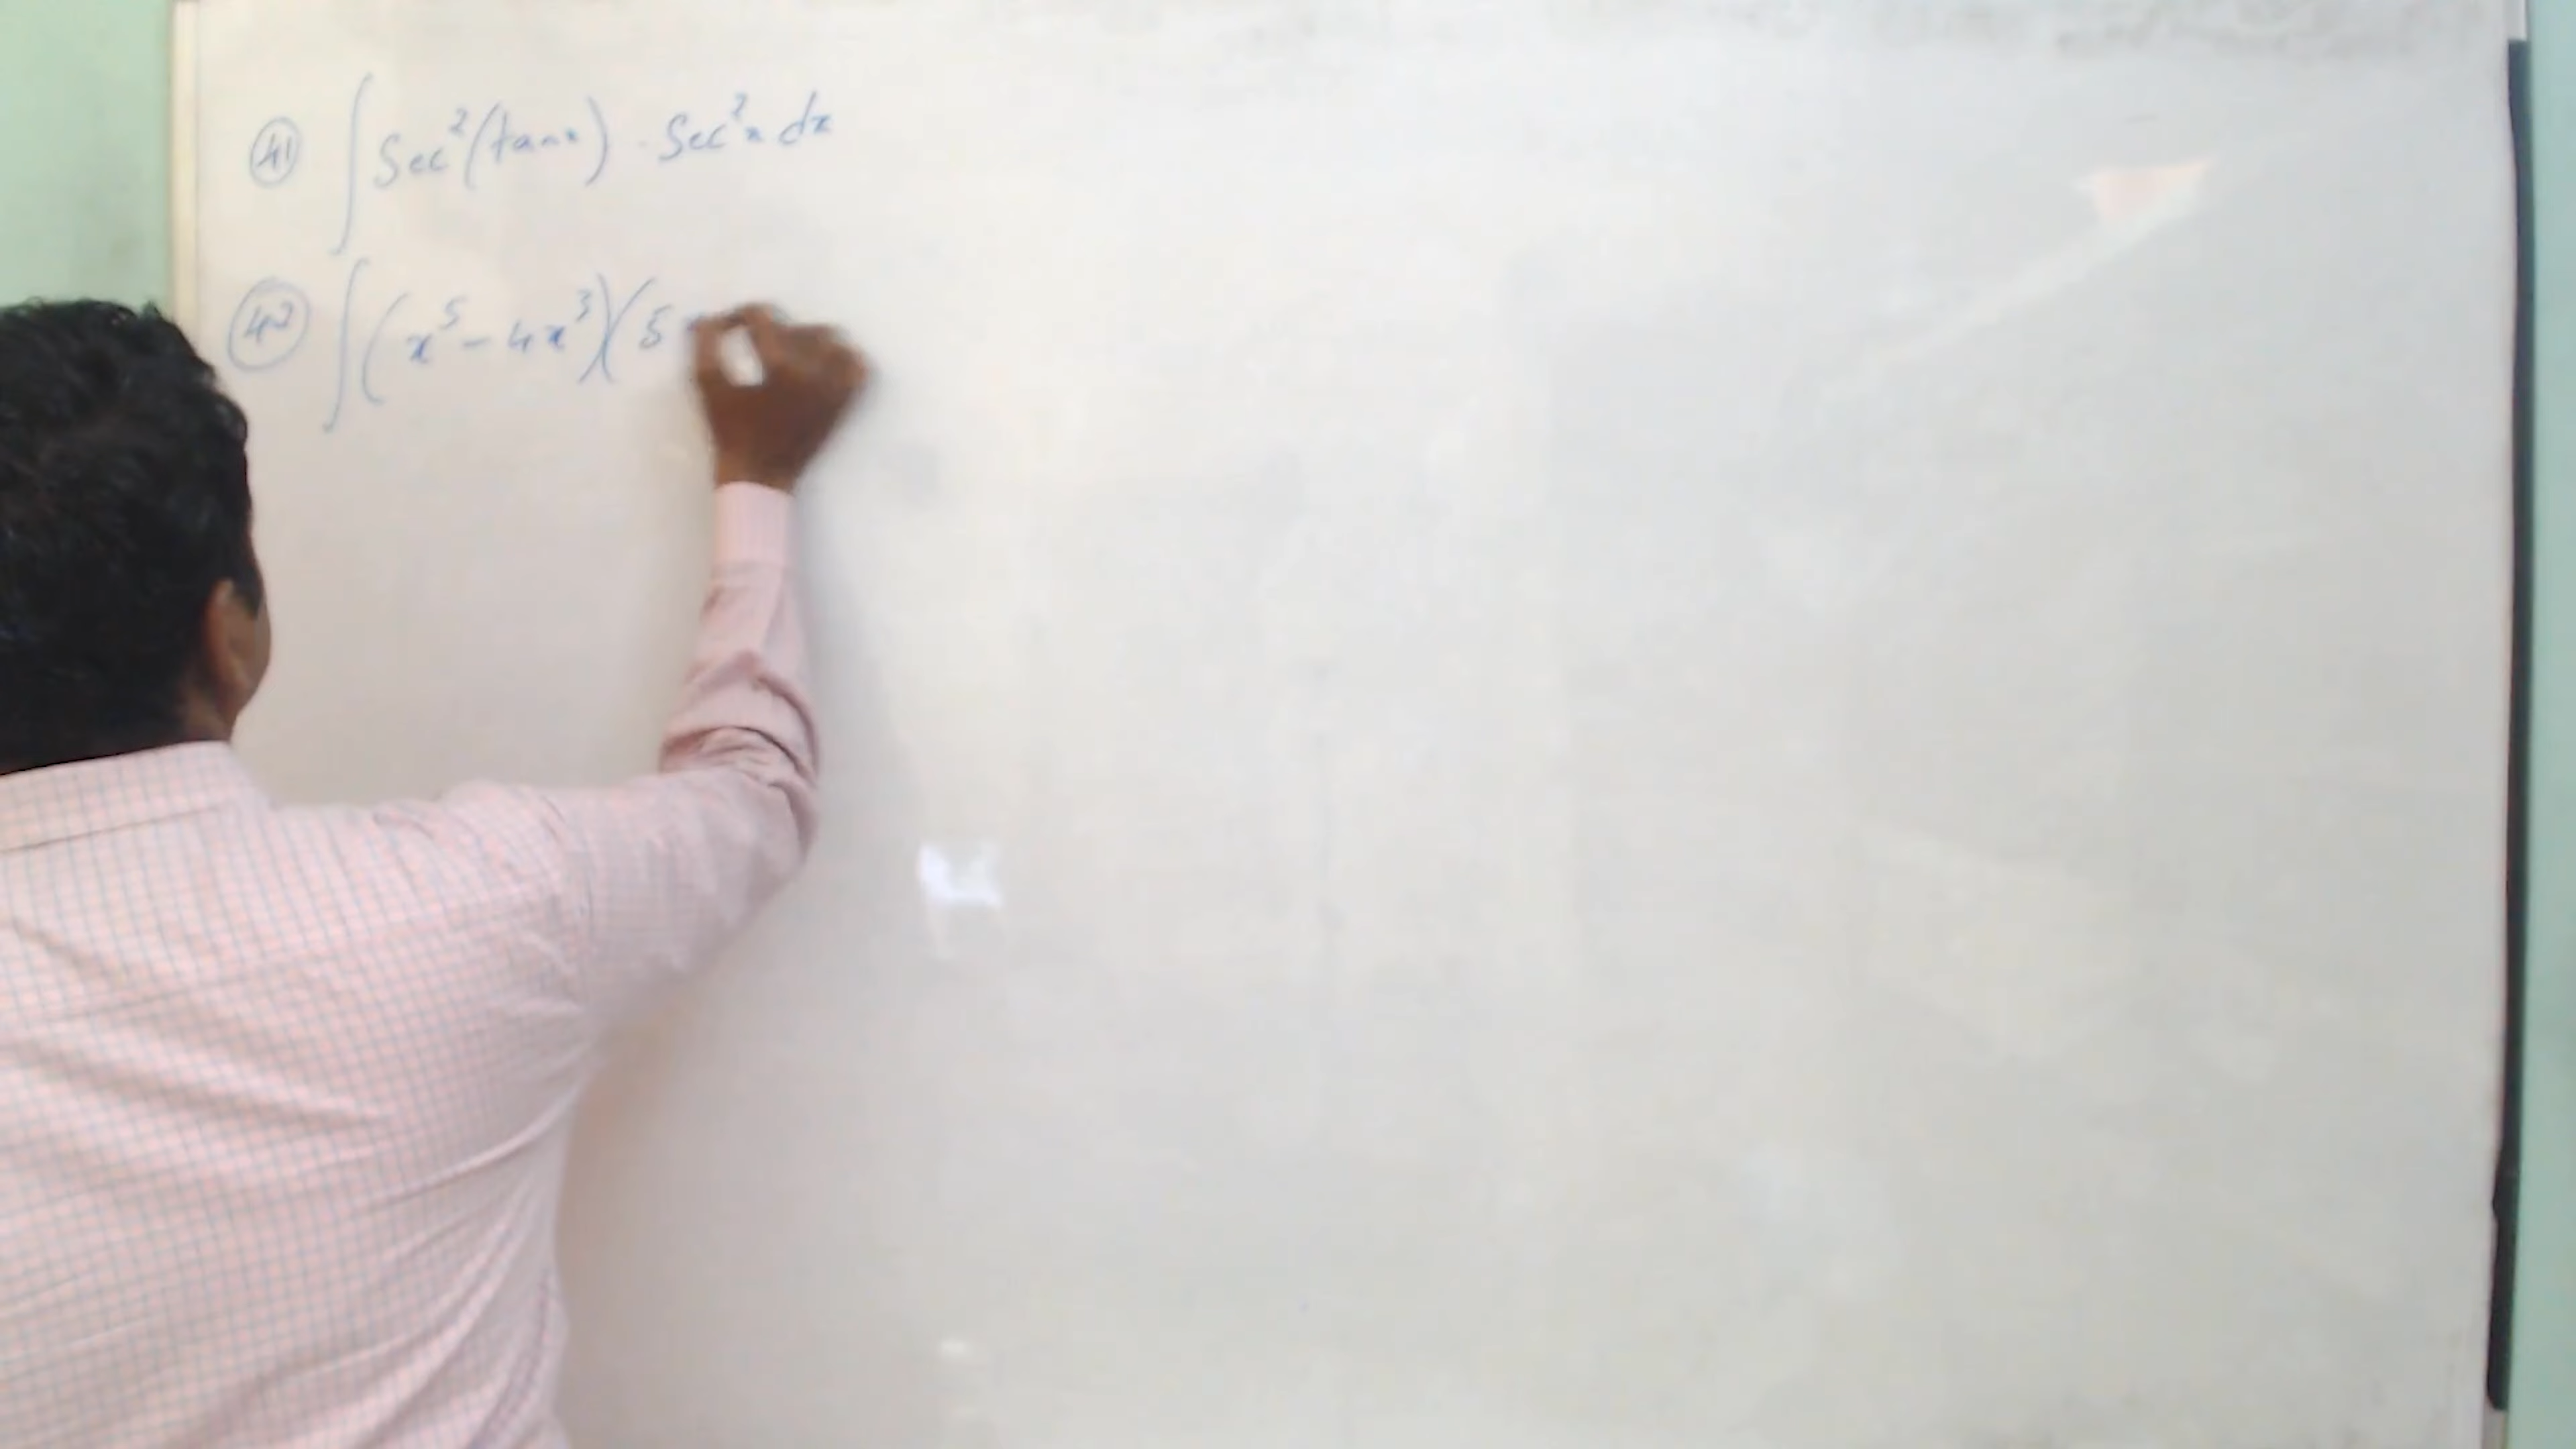 (41) ∫ Sec²(tanx) · Sec²x dx
(42) ∫ (x⁵ - 4x³)(5